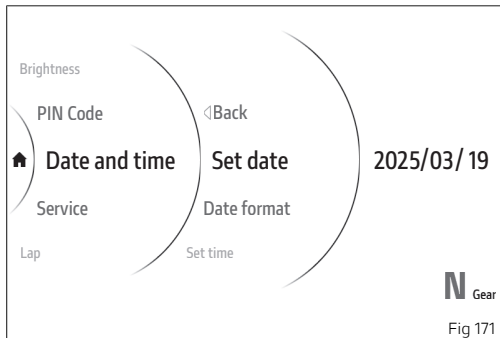 Brightness
PIN Code
Back
Date and time
Set date
2025/03/ 19
Service
Date format
Lap
Set time
N Gear
Fig 171